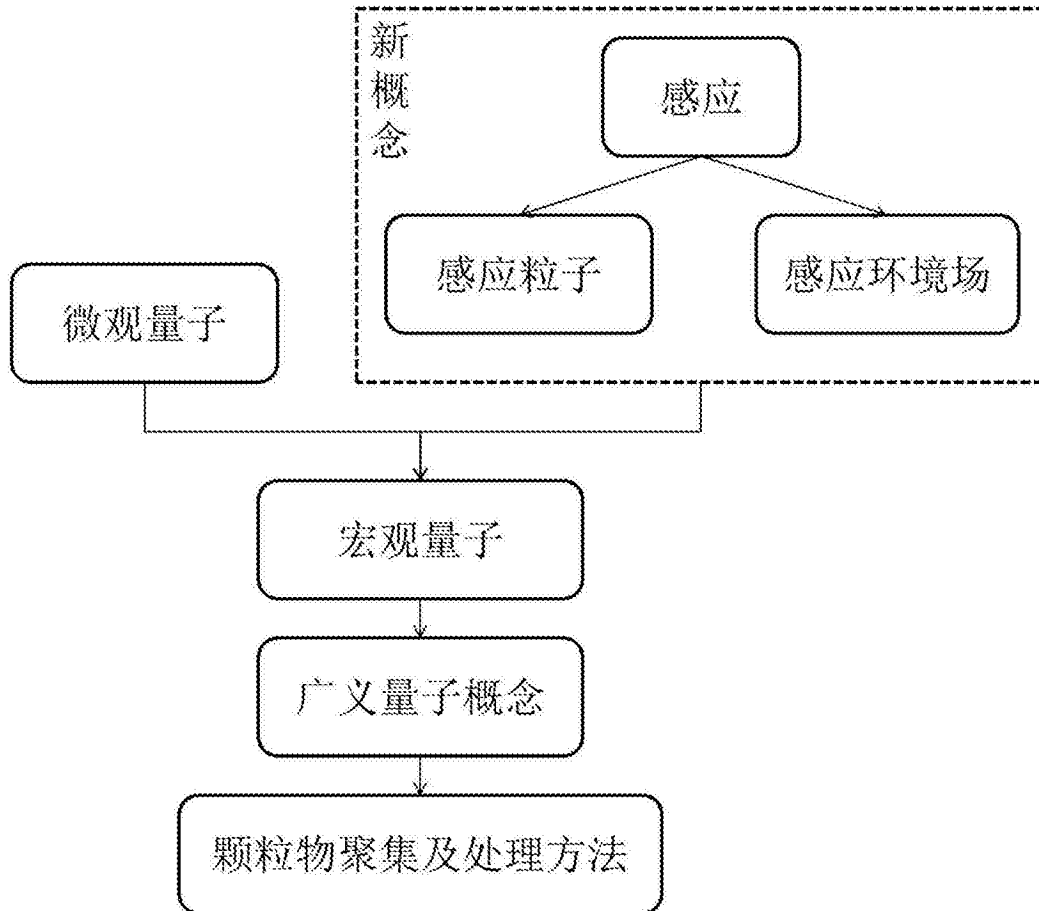 新概念
感应
感应粒子
感应环境场
微观量子
宏观量子
广义量子概念
颗粒物聚集及处理方法